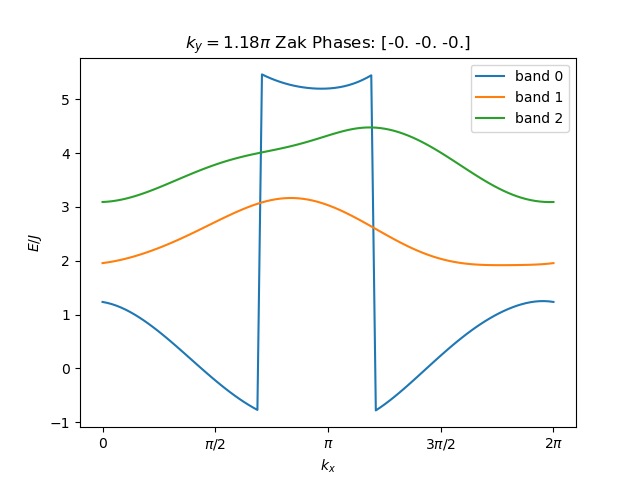 $k_y = 1.18\pi$ Zak Phases: [-0. -0. -0.]
band 0
band 1
band 2
E/J
5
4
3
2
1
0
−1
0
π/2
π
3π/2
2π
$k_x$